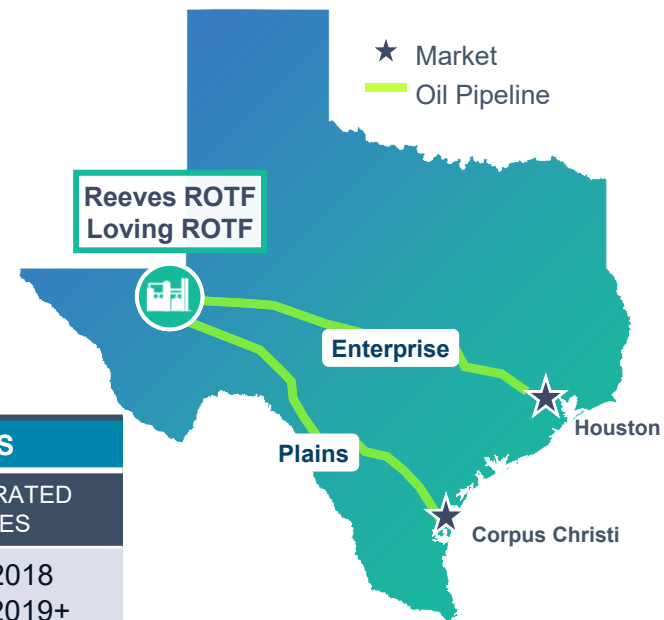 Market
Oil Pipeline
Reeves ROTF
Loving ROTF
Enterprise
Houston
Plains
Corpus Christi
2018
2019+